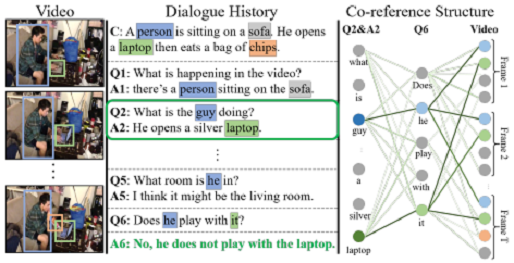 Video
Dialogue History
Co-reference Structure
C: A person is sitting on a sofa. He opens
a laptop then eats a bag of chips.
Q1: What is happening in the video?
A1: there's a person sitting on the sofa.
Q2: What is the guy doing?
A2: He opens a silver laptop.
Q5: What room is he in?
A5: I think it might be the living room.
Q6: Does he play with it?
A6: No, he does not play with the laptop.
Q2&A2 Q6 Video
what
is
guy
a
silver
laptop
Does
he
play
with
it
Frame 1
Frame 2
Frame T